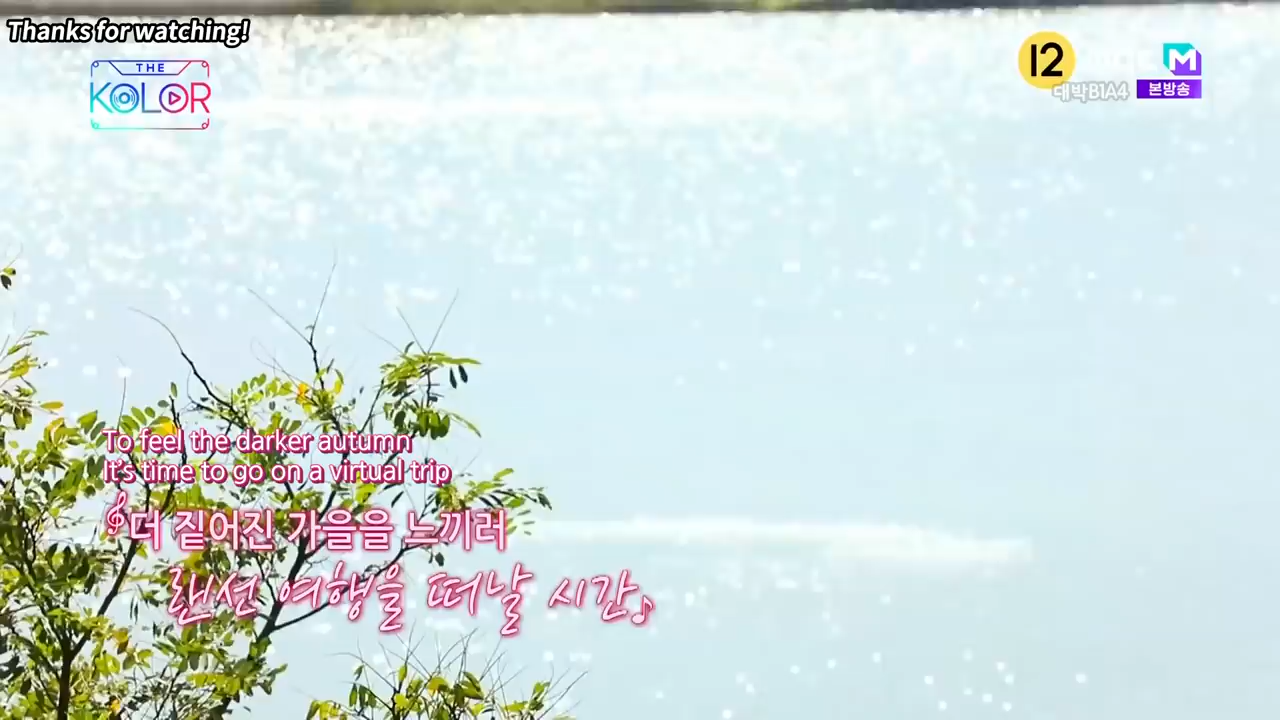 Thanks for watching!
THE
KOLOR
12
M
대박B1A4
본방송
To feel the darker autumn
It's time to go on a virtual trip
더 짙어진 가을을 느끼러
랜선 여행을 떠날 시간